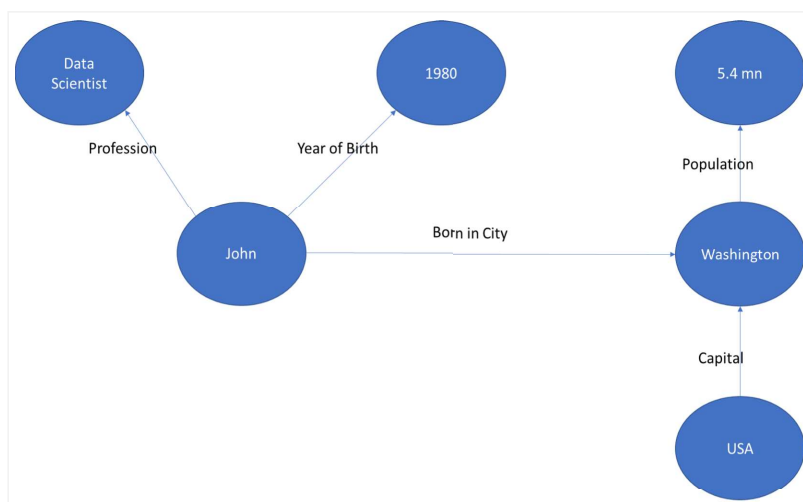 Data
Scientist
1980
5.4 mn
Profession
Year of Birth
Population
Born in City
John
Washington
Capital
USA